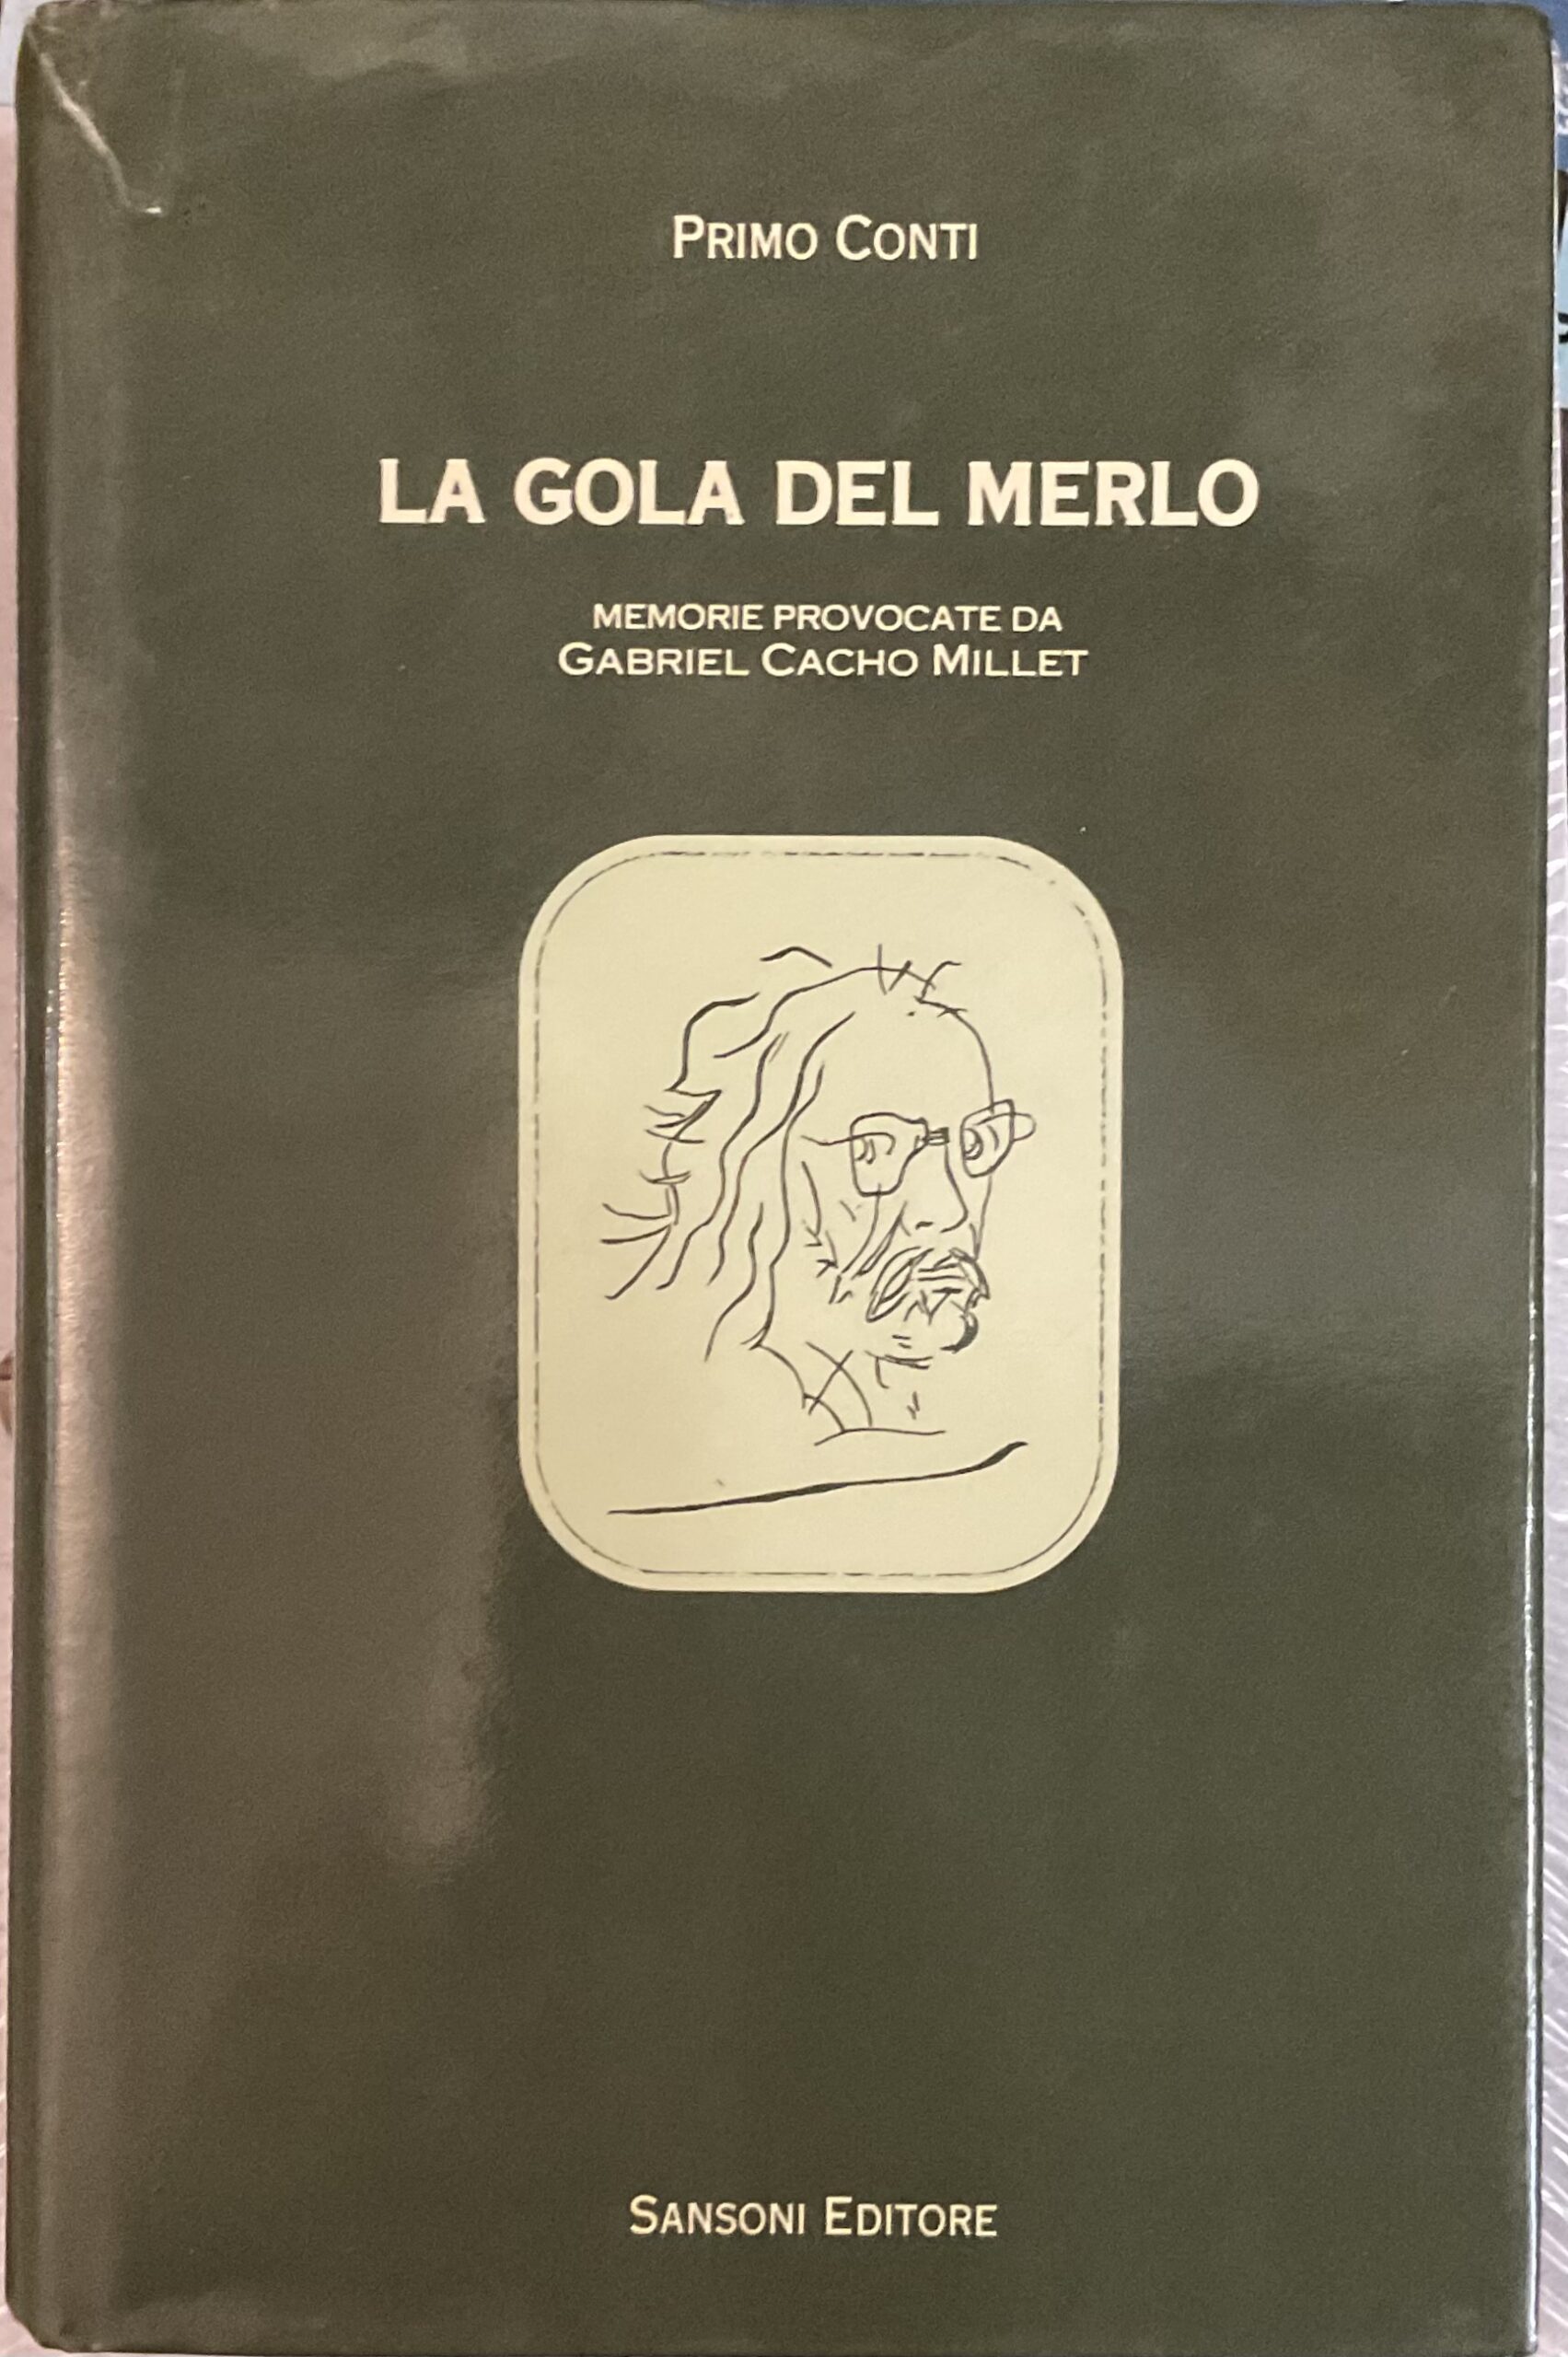 PRIMO CONTI
LA GOLA DEL MERLO
MEMORIE PROVOCATE DA
GABRIEL CACHO MILLET
SANSONI EDITORE